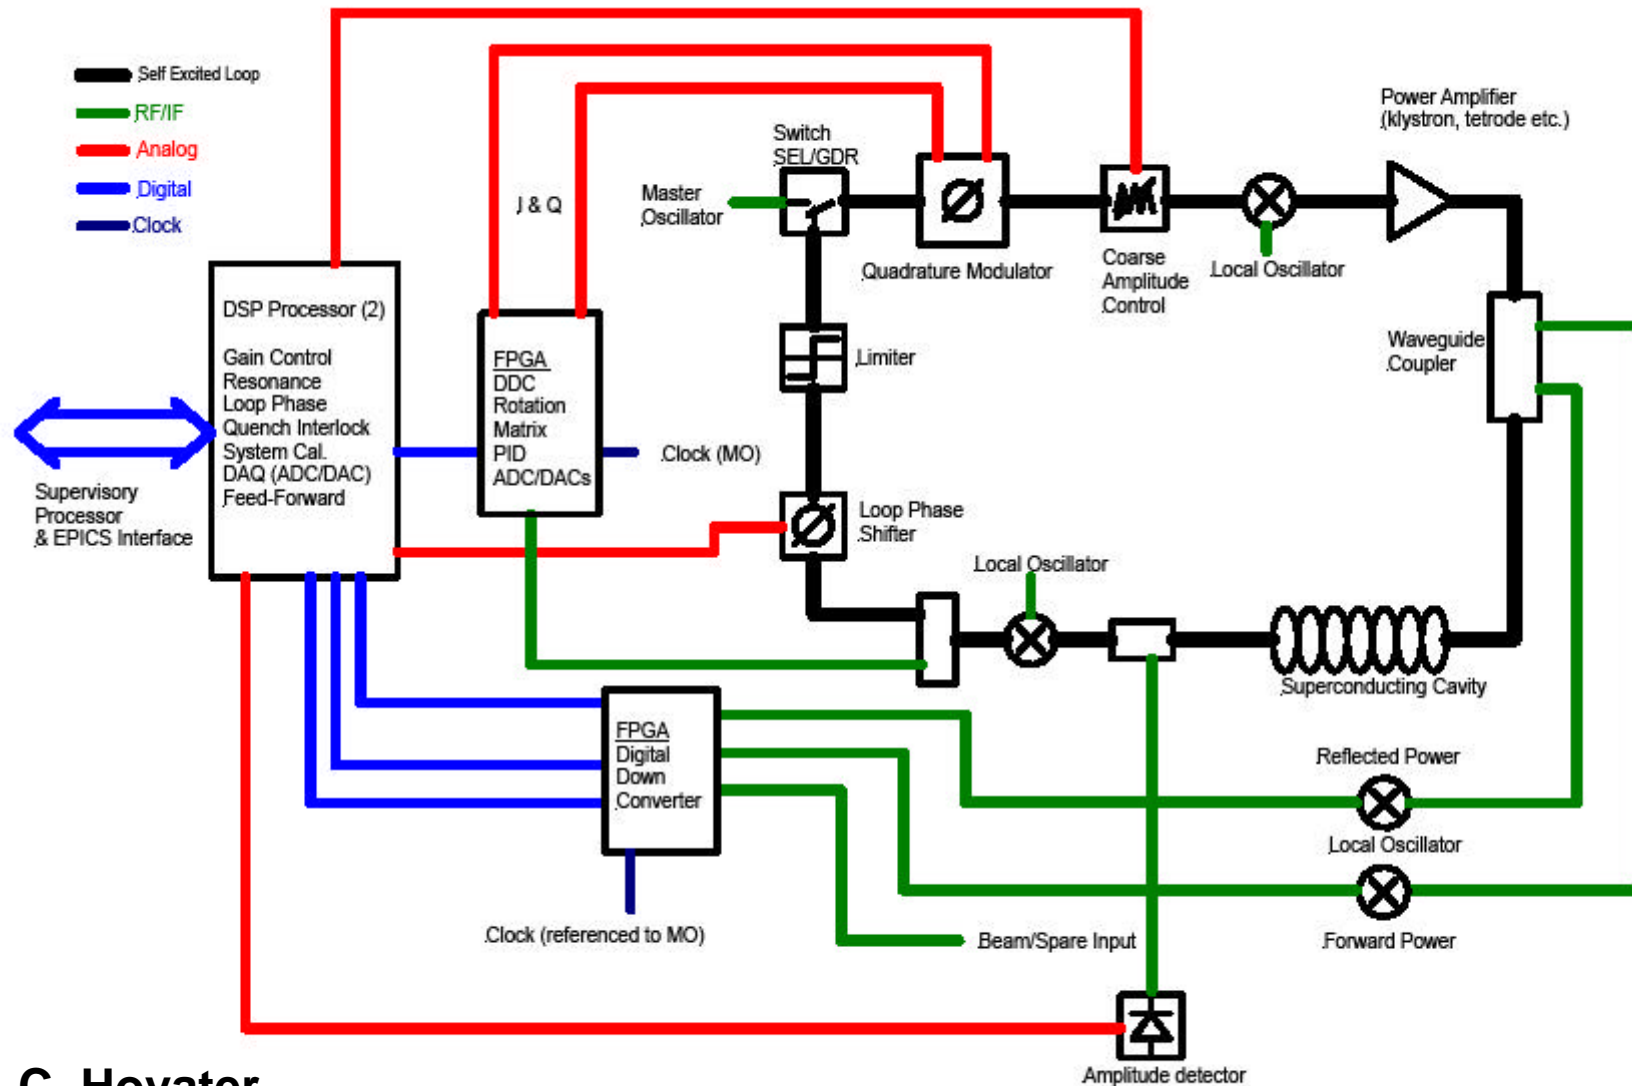 Self Excited Loop
RF/IF
Analog
Digital
Clock
Power Amplifier
(klystron, tetrode etc.)
Switch
SEL/GDR
Master
Oscillator
I & Q
Quadrature Modulator
Coarse
Amplitude
Control
Local Oscillator
DSP Processor (2)
Gain Control
Resonance
Loop Phase
Quench Interlock
System Cal.
DAQ (ADC/DAC)
Feed-Forward
FPGA
DDC
Rotation
Matrix
PID
ADC/DACs
Limiter
Waveguide
Coupler
Clock (MO)
Supervisory
Processor
& EPICS Interface
Loop Phase
Shifter
Local Oscillator
Superconducting Cavity
FPGA
Digital
Down
Converter
Reflected Power
Local Oscillator
Clock (referenced to MO)
Beam/Spare Input
Forward Power
Amplitude detector
C. Hovater